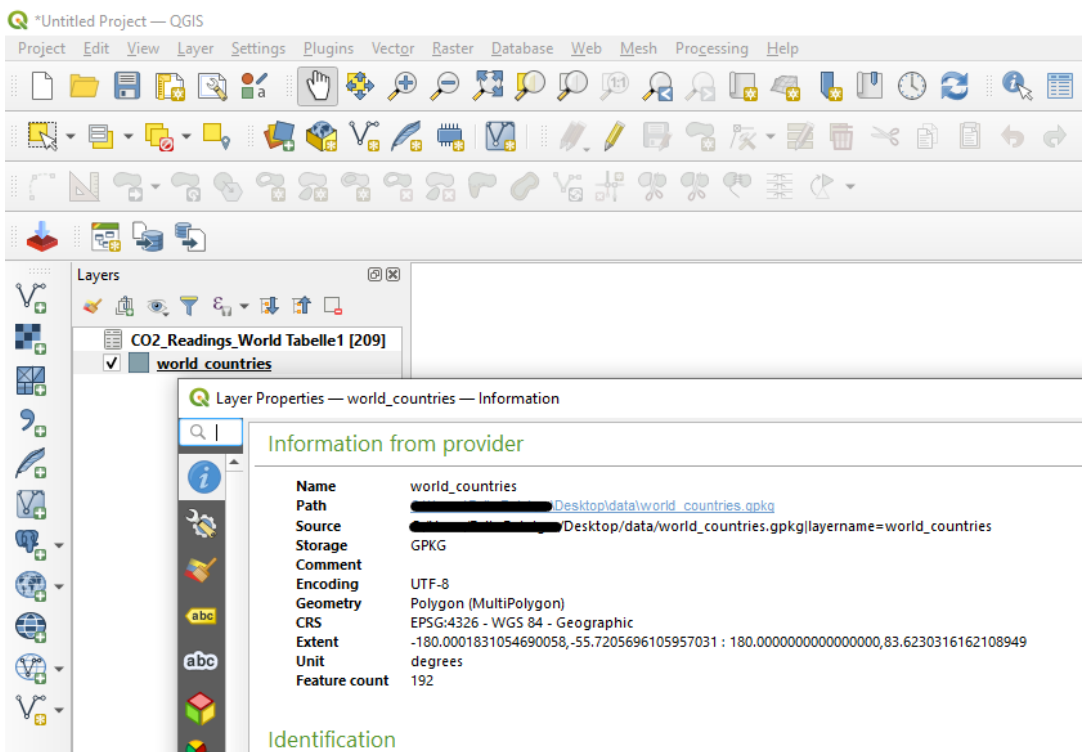 *Untitled Project — QGIS
Project Edit View Layer Settings Plugins Vector Raster Database Web Mesh Processing Help
Layers
CO2_Readings_World Tabelle1 [209]
world_countries
Layer Properties — world_countries — Information
Information from provider
Name world_countries
Path \Desktop\data\world_countries.gpkg
Source /Desktop/data/world_countries.gpkg|layername=world_countries
Storage GPKG
Comment
Encoding UTF-8
Geometry Polygon (MultiPolygon)
CRS EPSG:4326 - WGS 84 - Geographic
Extent -180.0001831054690058,-55.7205696105957031 : 180.0000000000000000,83.6230316162108949
Unit degrees
Feature count 192
abc
abc
Identification